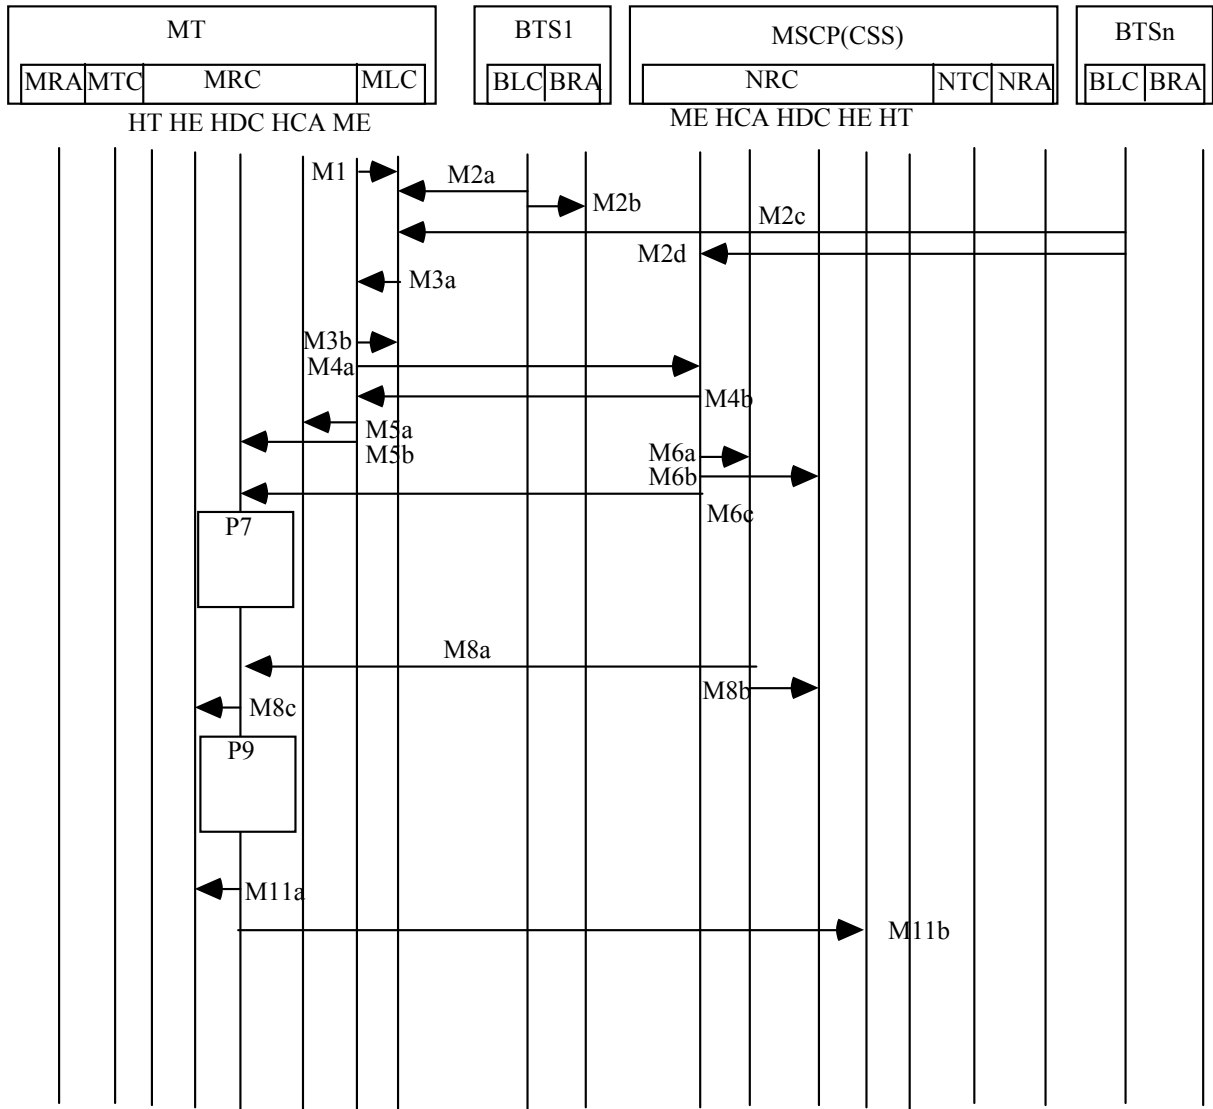 MT
BTS1
MSCP(CSS)
BTSn
MRA MTC MRC MLC
BLC BRA
NRC NTC NRA
BLC BRA
HT HE HDC HCA ME
ME HCA HDC HE HT
M1
M2a
M2b
M2c
M2d
M3a
M3b
M4a
M4b
M5a
M5b
M6a
M6b
M6c
P7
M8a
M8b
M8c
P9
M11a
M11b